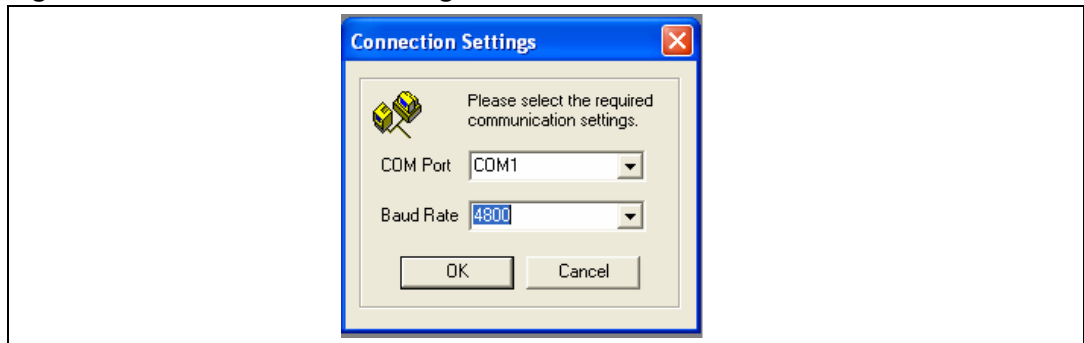 Connection Settings
Please select the required
communication settings.
COM Port COM1
Baud Rate 4800
OK Cancel